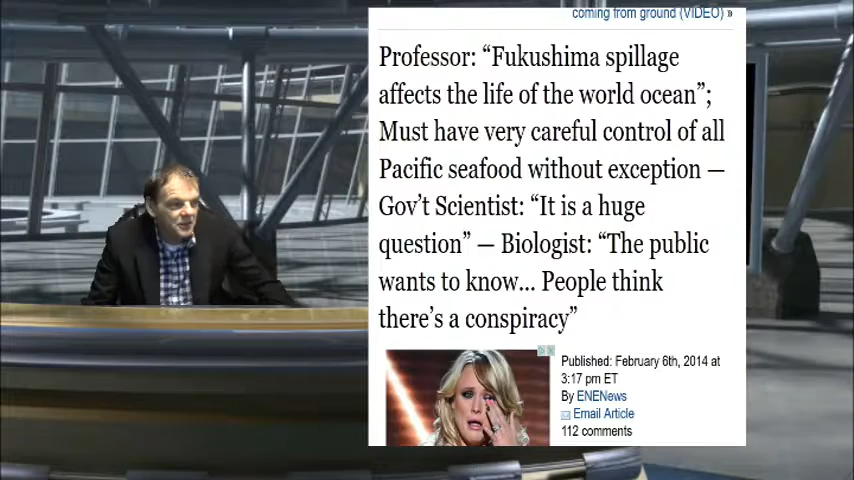 coming from ground (VIDEO) »
Professor: “Fukushima spillage
affects the life of the world ocean”;
Must have very careful control of all
Pacific seafood without exception —
Gov’t Scientist: “It is a huge
question” — Biologist: “The public
wants to know... People think
there’s a conspiracy”
Published: February 6th, 2014 at
3:17 pm ET
By ENENews
Email Article
112 comments